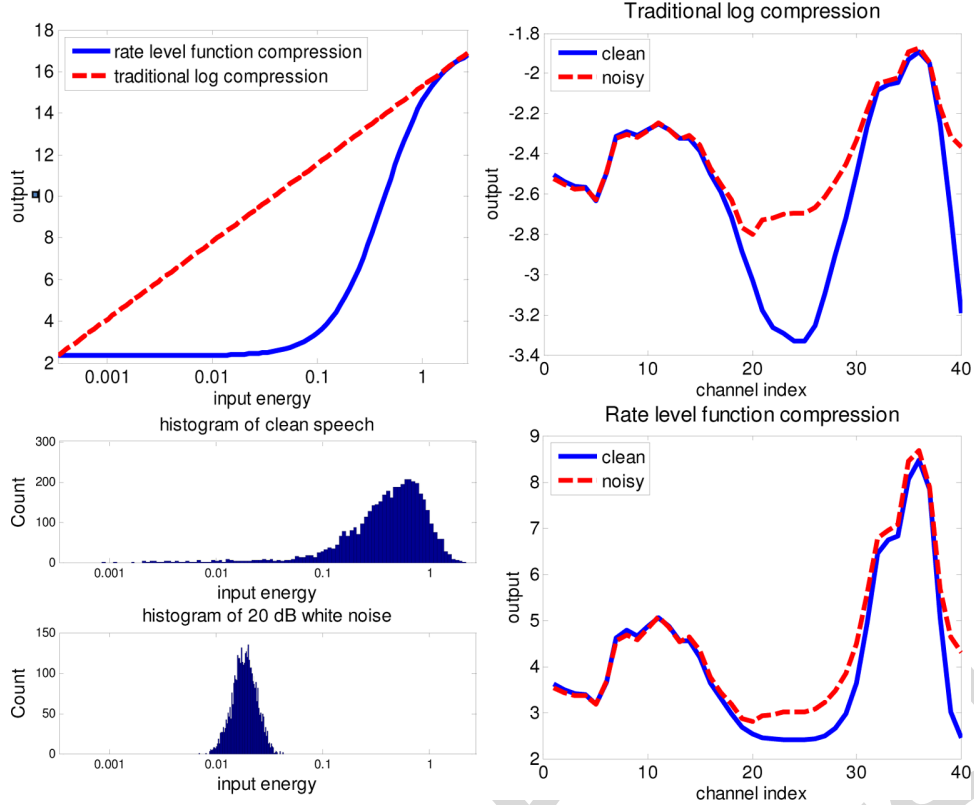 18
16
14
12
10
8
6
4
2
output
rate level function compression
traditional log compression
0.001
0.01
0.1
1
input energy
histogram of clean speech
300
200
100
0
Count
0.001
0.01
0.1
1
input energy
histogram of 20 dB white noise
150
100
50
0
Count
0.001
0.01
0.1
1
input energy
Traditional log compression
-1.8
-2
-2.2
-2.4
-2.6
-2.8
-3
-3.2
-3.4
output
clean
noisy
0
10
20
30
40
channel index
Rate level function compression
9
8
7
6
5
4
3
2
output
clean
noisy
0
10
20
30
40
channel index